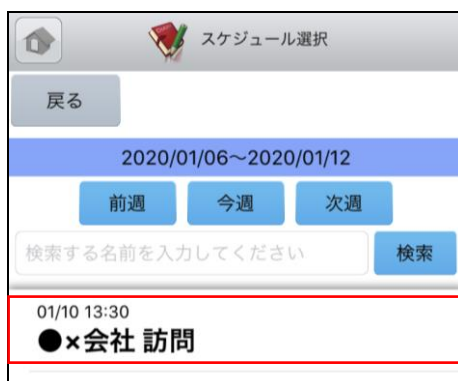 スケジュール選択
戻る
2020/01/06～2020/01/12
前週 今週 次週
検索する名前を入力してください 検索
01/10 13:30
●×会社 訪問